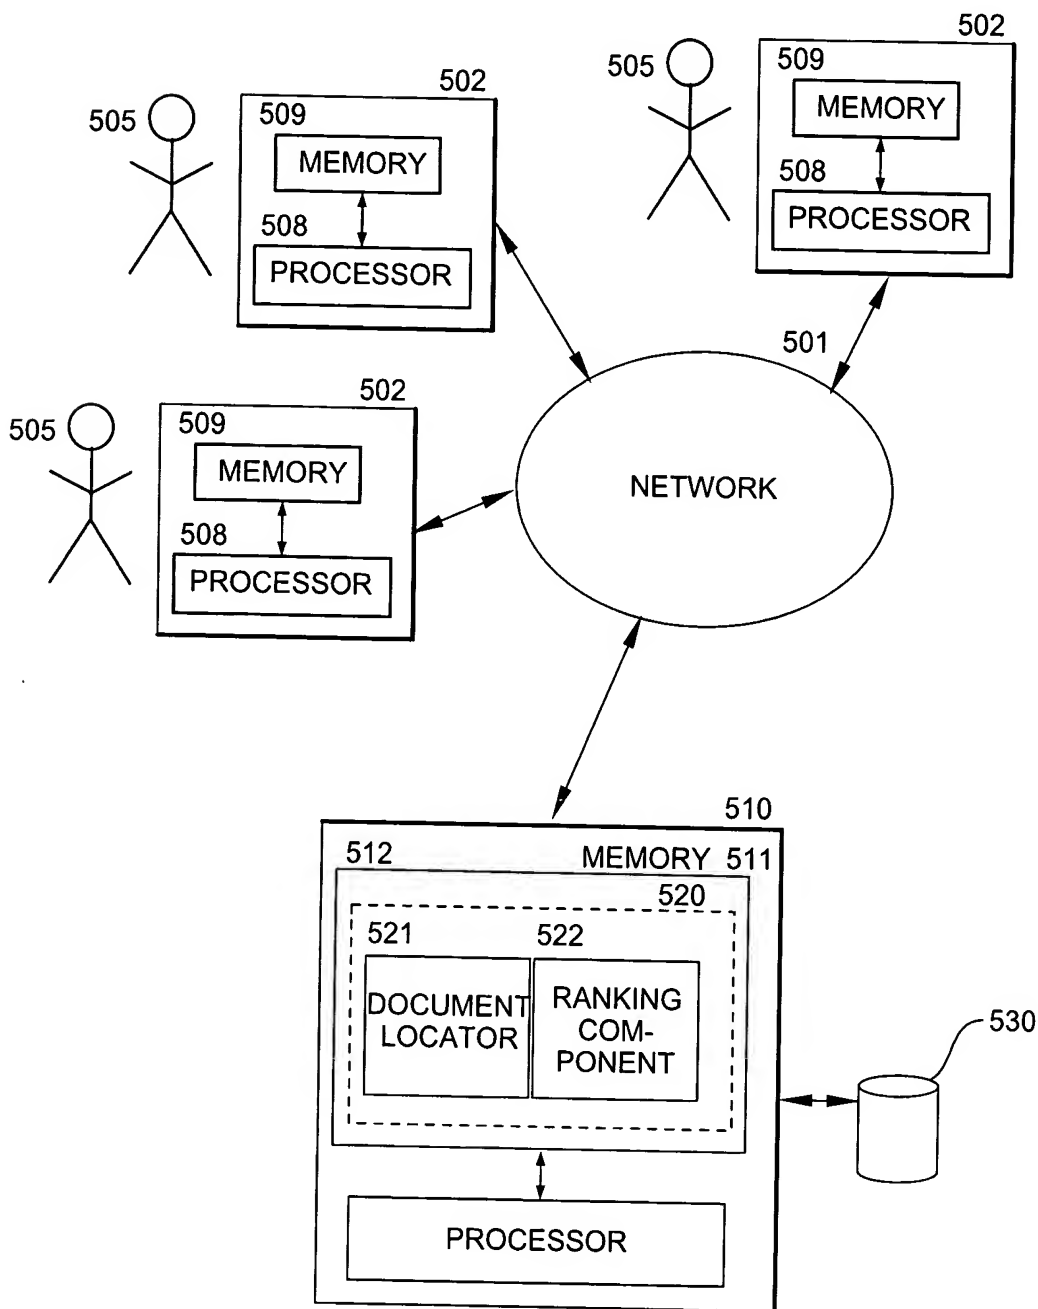 502
505
509
MEMORY
508
PROCESSOR
502
505
509
MEMORY
508
PROCESSOR
501
502
505
509
MEMORY
508
PROCESSOR
NETWORK
510
512
MEMORY 511
520
521
522
DOCUMENT
LOCATOR
RANKING
COM-
PONENT
530
PROCESSOR